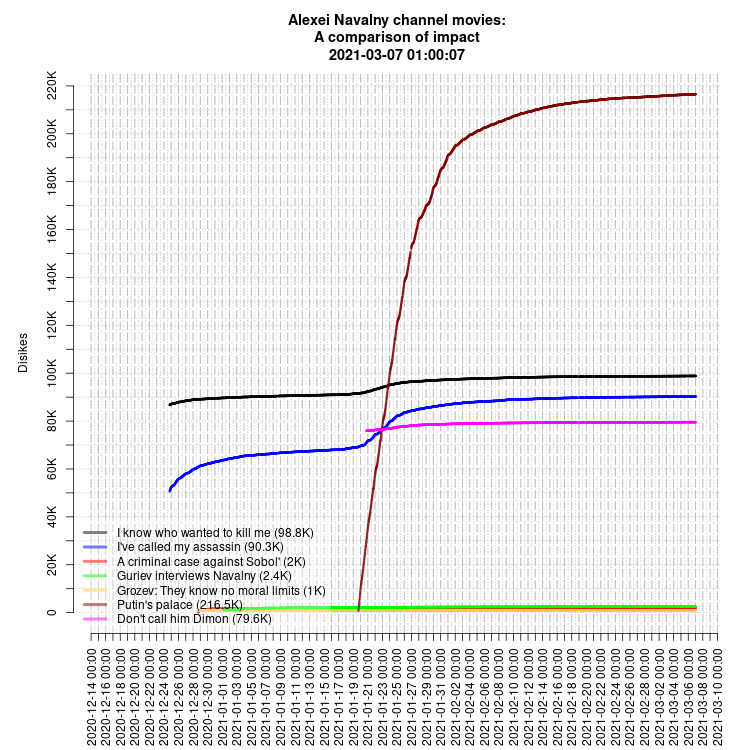 Alexei Navalny channel movies:
A comparison of impact
2021-03-07 01:00:07
Disikes
220K
200K
180K
160K
140K
120K
100K
80K
60K
40K
20K
0
I know who wanted to kill me (98.8K)
I've called my assassin (90.3K)
A criminal case against Sobol' (2K)
Guriev interviews Navalny (2.4K)
Grozev: They know no moral limits (1K)
Putin's palace (216.5K)
Don't call him Dimon (79.6K)
2020-12-14 00:00
2020-12-16 00:00
2020-12-18 00:00
2020-12-20 00:00
2020-12-22 00:00
2020-12-24 00:00
2020-12-26 00:00
2020-12-28 00:00
2020-12-30 00:00
2021-01-01 00:00
2021-01-03 00:00
2021-01-05 00:00
2021-01-07 00:00
2021-01-09 00:00
2021-01-11 00:00
2021-01-13 00:00
2021-01-15 00:00
2021-01-17 00:00
2021-01-19 00:00
2021-01-21 00:00
2021-01-23 00:00
2021-01-25 00:00
2021-01-27 00:00
2021-01-29 00:00
2021-01-31 00:00
2021-02-02 00:00
2021-02-04 00:00
2021-02-06 00:00
2021-02-08 00:00
2021-02-10 00:00
2021-02-12 00:00
2021-02-14 00:00
2021-02-16 00:00
2021-02-18 00:00
2021-02-20 00:00
2021-02-22 00:00
2021-02-24 00:00
2021-02-26 00:00
2021-02-28 00:00
2021-03-02 00:00
2021-03-04 00:00
2021-03-06 00:00
2021-03-08 00:00
2021-03-10 00:00